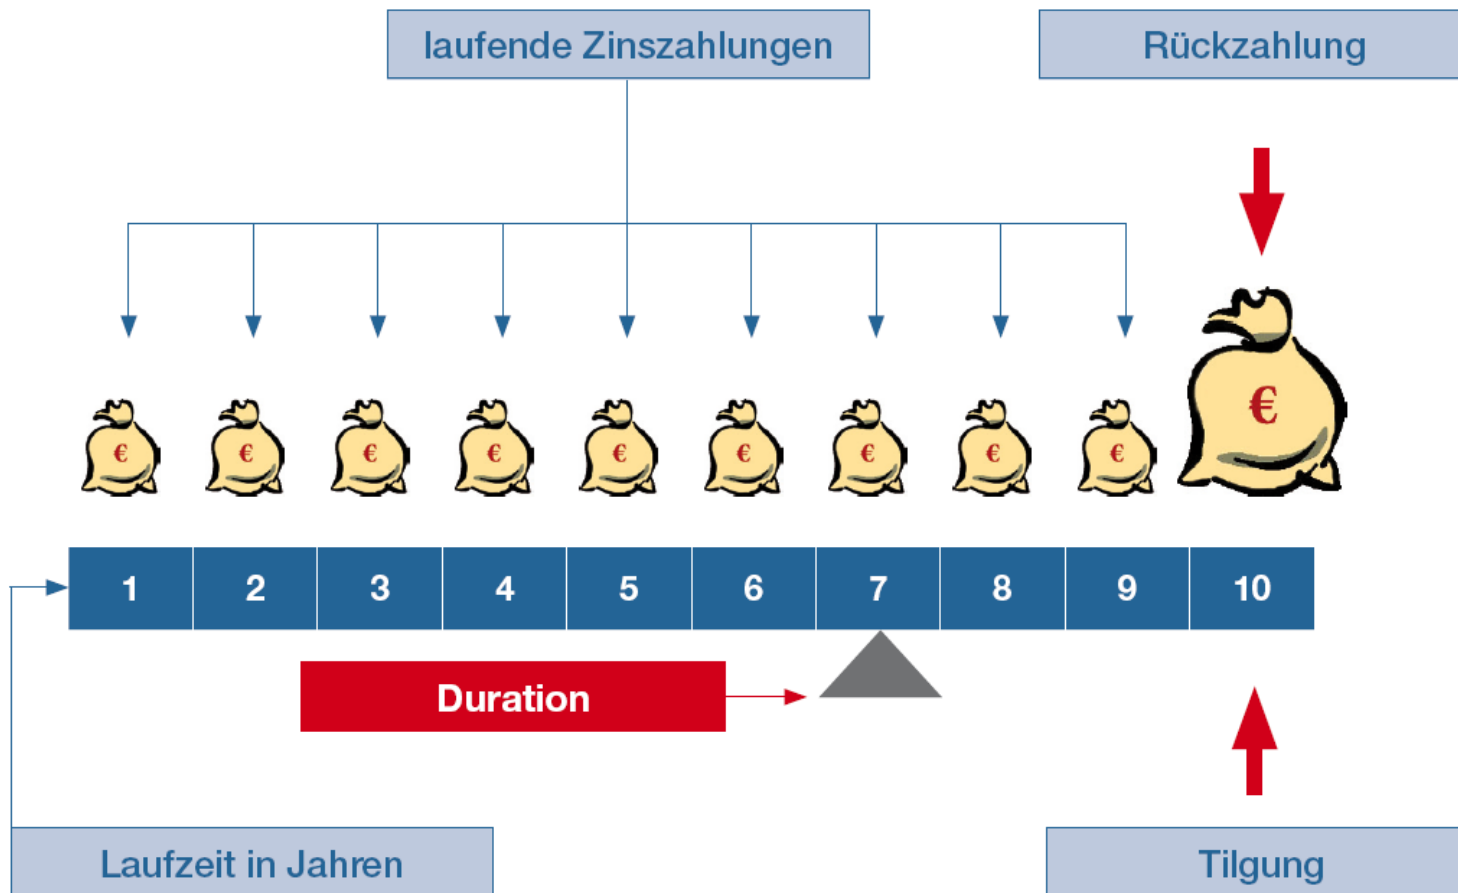 laufende Zinszahlungen
Rückzahlung
€ € € € € € € € € €
1 2 3 4 5 6 7 8 9 10
Duration
Laufzeit in Jahren
Tilgung